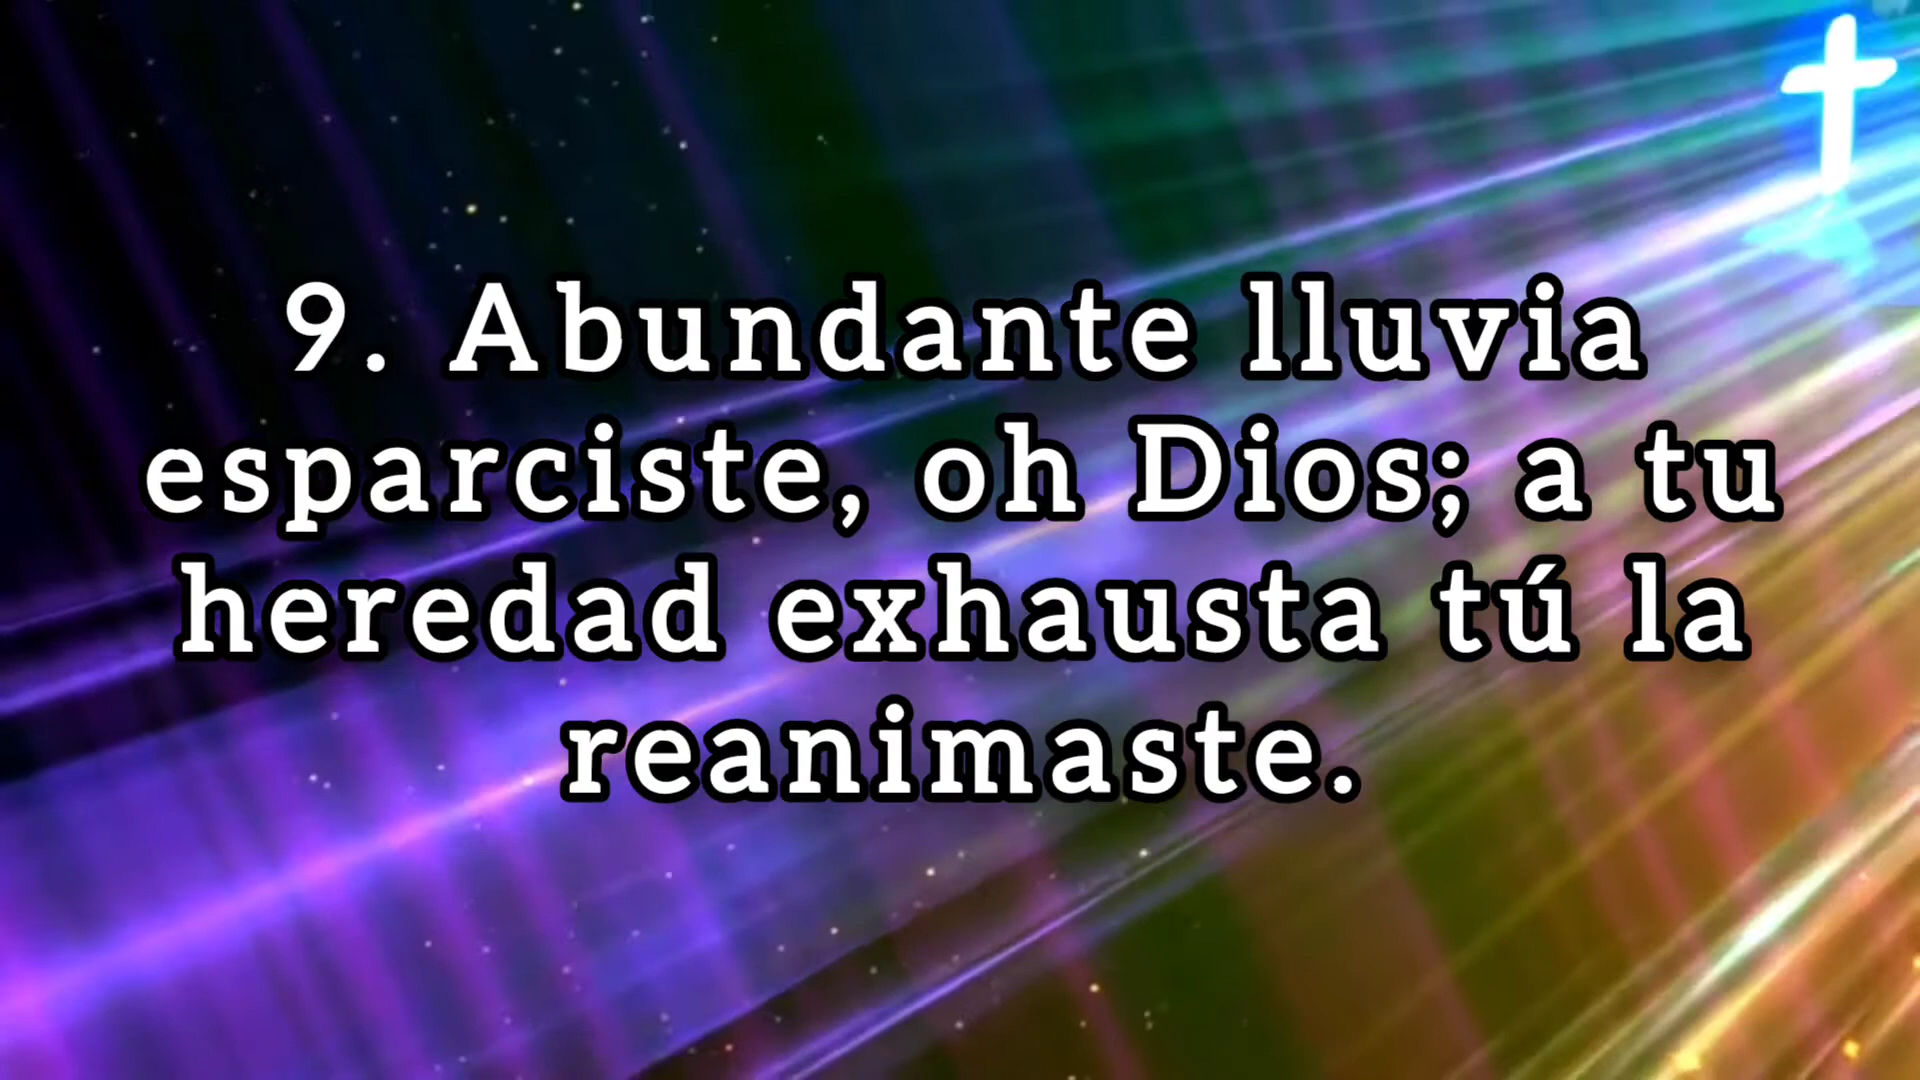 9. Abundante lluvia
esparciste, oh Dios; a tu
heredad exhausta tú la
reanimaste.